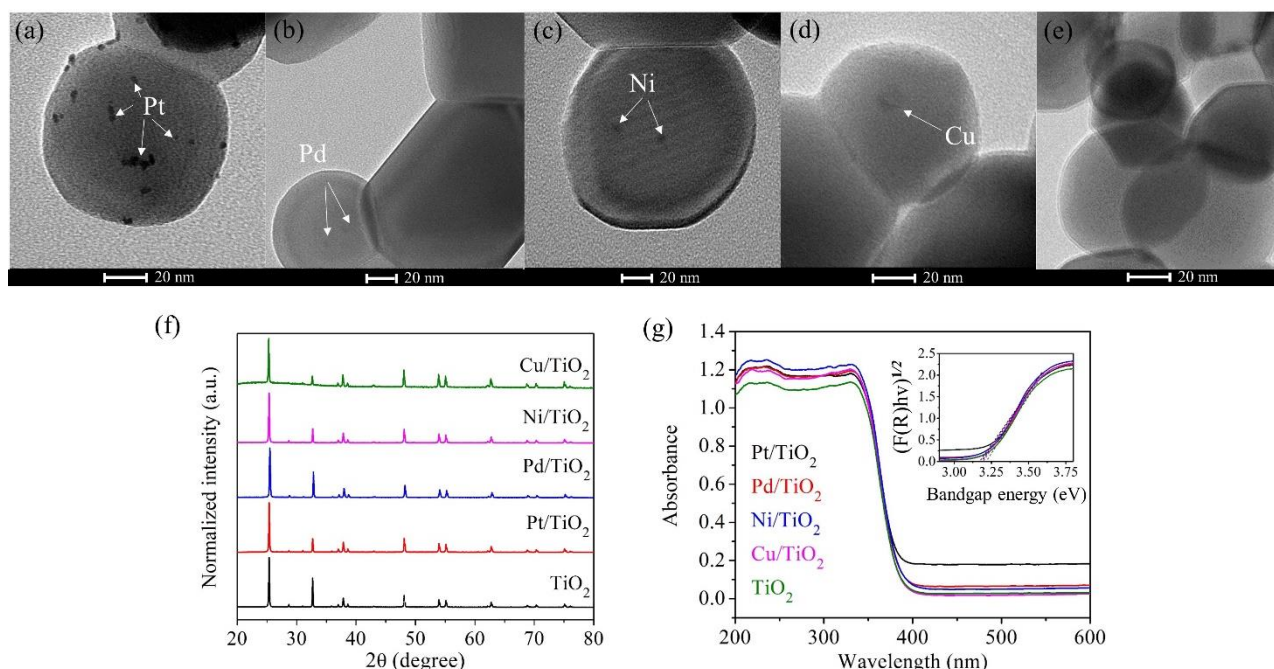 (a)
Pt
20 nm
(b)
Pd
20 nm
(c)
Ni
20 nm
(d)
Cu
20 nm
(e)
20 nm
(f)
Normalized intensity (a.u.)
Cu/TiO₂
Ni/TiO₂
Pd/TiO₂
Pt/TiO₂
TiO₂
20 30 40 50 60 70 80
2θ (degree)
(g)
Absorbance
1.4
1.2
1.0
0.8
0.6
0.4
0.2
0.0
Pt/TiO₂
Pd/TiO₂
Ni/TiO₂
Cu/TiO₂
TiO₂
200 300 400 500 600
Wavelength (nm)
(F(R)hν)^1/2
2.5
2.0
1.5
1.0
0.5
0.0
3.00 3.25 3.50 3.75
Bandgap energy (eV)